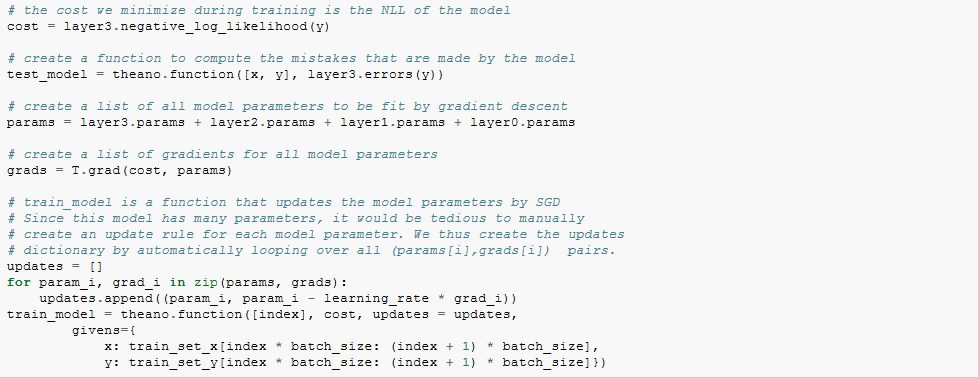 # the cost we minimize during training is the NLL of the model
cost = layer3.negative_log_likelihood(y)
# create a function to compute the mistakes that are made by the model
test_model = theano.function([x, y], layer3.errors(y))
# create a list of all model parameters to be fit by gradient descent
params = layer3.params + layer2.params + layer1.params + layer0.params
# create a list of gradients for all model parameters
grads = T.grad(cost, params)
# train_model is a function that updates the model parameters by SGD
# Since this model has many parameters, it would be tedious to manually
# create an update rule for each model parameter. We thus create the updates
# dictionary by automatically looping over all (params[i],grads[i])  pairs.
updates = []
for param_i, grad_i in zip(params, grads):
    updates.append((param_i, param_i - learning_rate * grad_i))
train_model = theano.function([index], cost, updates = updates,
        givens={
            x: train_set_x[index * batch_size: (index + 1) * batch_size],
            y: train_set_y[index * batch_size: (index + 1) * batch_size]})